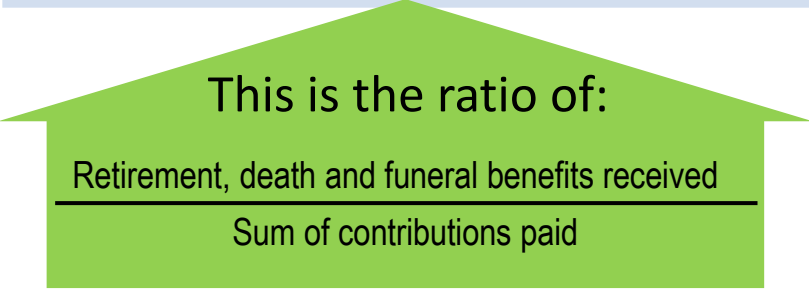 This is the ratio of:
Retirement, death and funeral benefits received
Sum of contributions paid